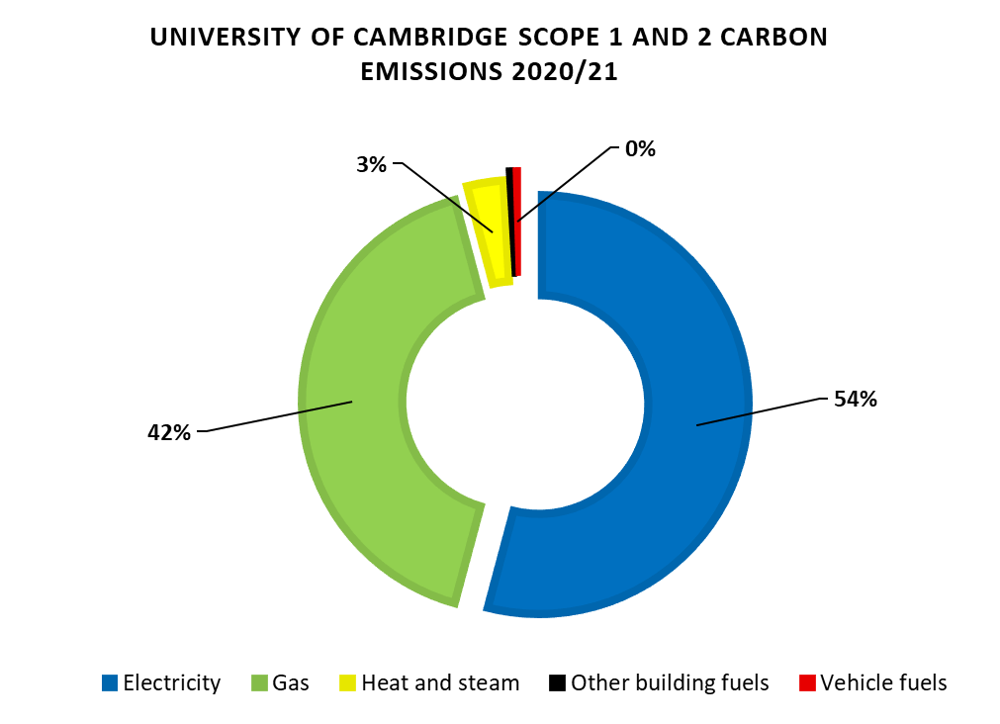 UNIVERSITY OF CAMBRIDGE SCOPE 1 AND 2 CARBON
EMISSIONS 2020/21
0%
3%
54%
42%
Electricity Gas Heat and steam Other building fuels Vehicle fuels